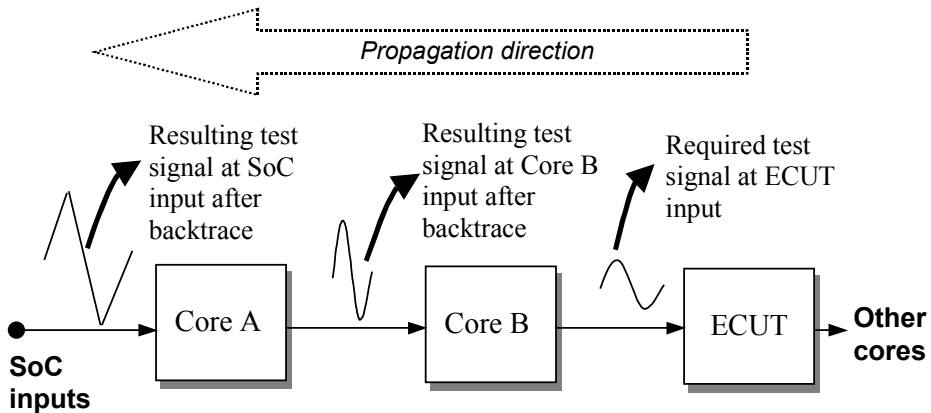 Propagation direction
Resulting test
signal at SoC
input after
backtrace
Resulting test
signal at Core B
input after
backtrace
Required test
signal at ECUT
input
Core A
Core B
ECUT
Other
cores
SoC
inputs